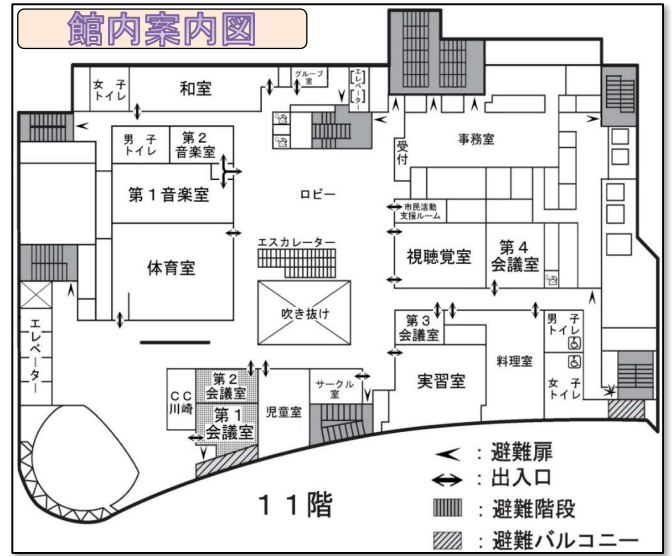 館内案内図
女子
トイレ
和室
グループ
室
エレベーター
男子
トイレ
第2
音楽室
第1音楽室
体育室
ロビー
エスカレーター
吹き抜け
受付
事務室
市民活動
支援ルーム
視聴覚室
第4
会議室
エレベーター
CC
川崎
第2
会議室
第1
会議室
児童室
サークル
室
第3
会議室
実習室
料理室
男子
トイレ
女子
トイレ
11階
：避難扉
：出入口
：避難階段
：避難バルコニー